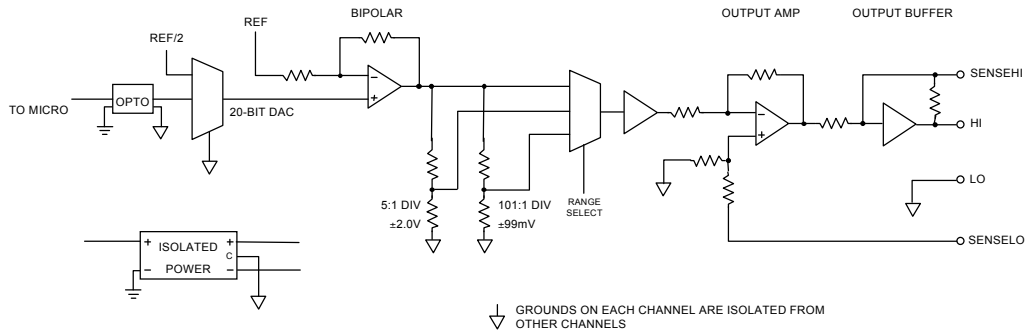 REF
BIPOLAR
OUTPUT AMP
OUTPUT BUFFER
REF/2
−
+
TO MICRO
OPTO
20-BIT DAC
−
+
SENSEHI
HI
5:1 DIV
±2.0V
101:1 DIV
±99mV
RANGE
SELECT
LO
SENSELO
+ ISOLATED +
C
− POWER −
GROUNDS ON EACH CHANNEL ARE ISOLATED FROM
OTHER CHANNELS